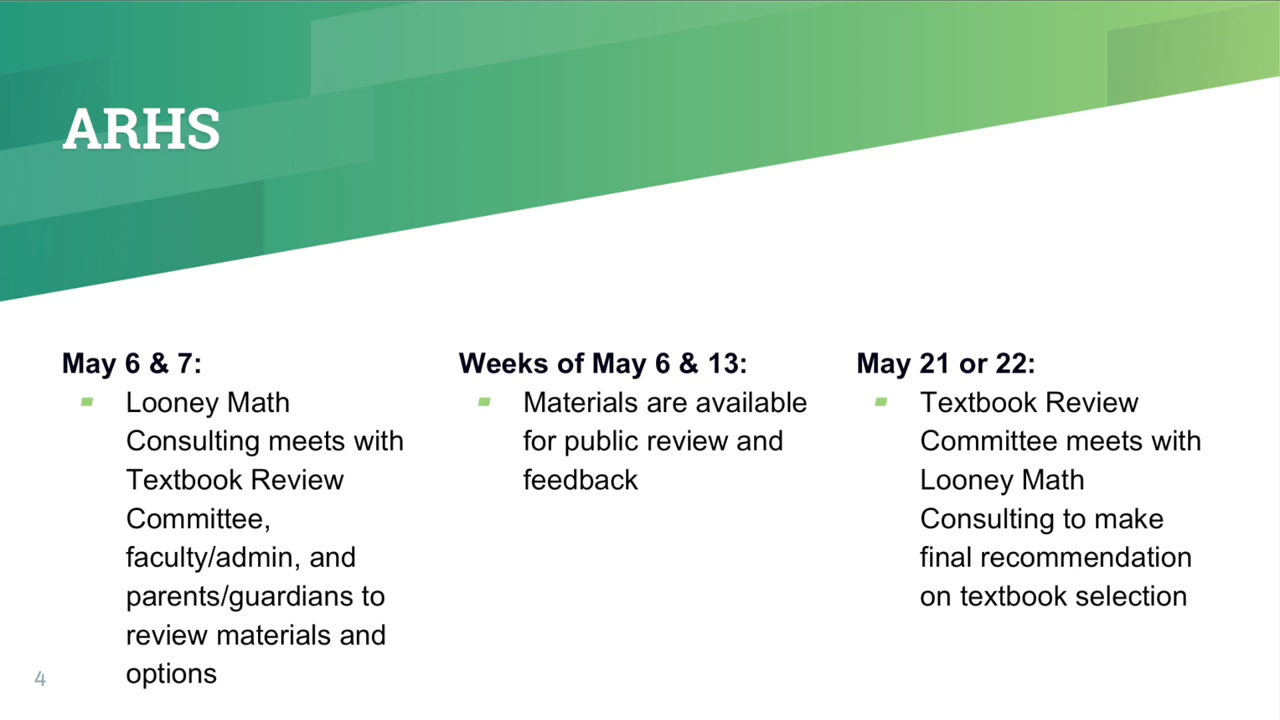 ARHS
May 6 & 7:
Looney Math
Consulting meets with
Textbook Review
Committee,
faculty/admin, and
parents/guardians to
review materials and
options
Weeks of May 6 & 13:
Materials are available
for public review and
feedback
May 21 or 22:
Textbook Review
Committee meets with
Looney Math
Consulting to make
final recommendation
on textbook selection
4